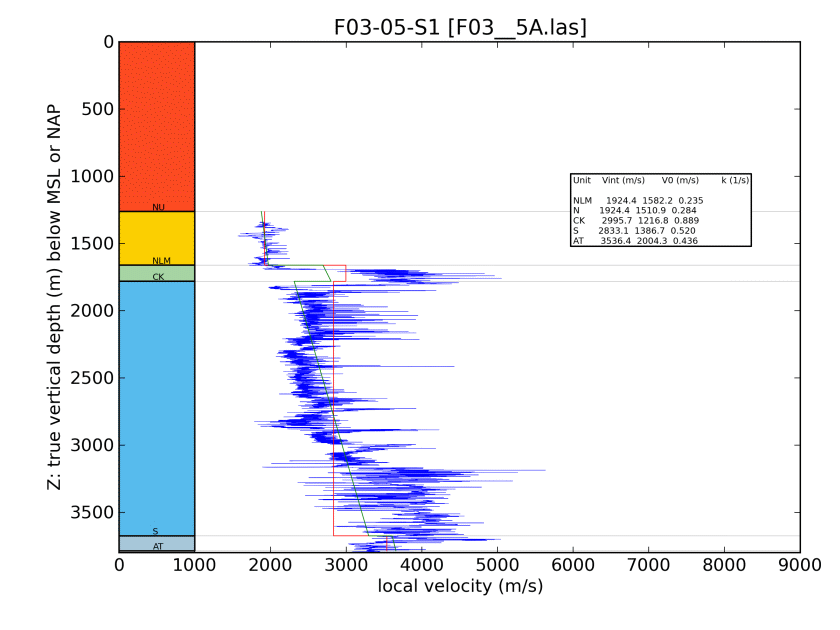 F03-05-S1 [F03__5A.las]
Z: true vertical depth (m) below MSL or NAP
0
500
1000
1500
2000
2500
3000
3500
NU
NLM
CK
S
AT
Unit Vint (m/s) V0 (m/s) k (1/s)
NLM 1924.4 1582.2 0.235
N 1924.4 1510.9 0.284
CK 2995.7 1216.8 0.889
S 2833.1 1386.7 0.520
AT 3536.4 2004.3 0.436
0 1000 2000 3000 4000 5000 6000 7000 8000 9000
local velocity (m/s)